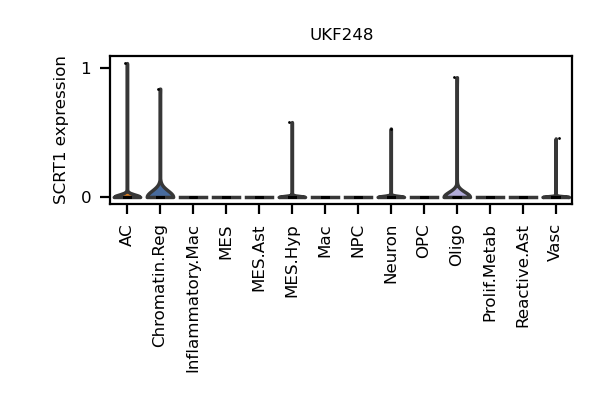 UKF248
SCRT1 expression
1
0
AC
Chromatin.Reg
Inflammatory.Mac
MES
MES.Ast
MES.Hyp
Mac
NPC
Neuron
OPC
Oligo
Prolif.Metab
Reactive.Ast
Vasc